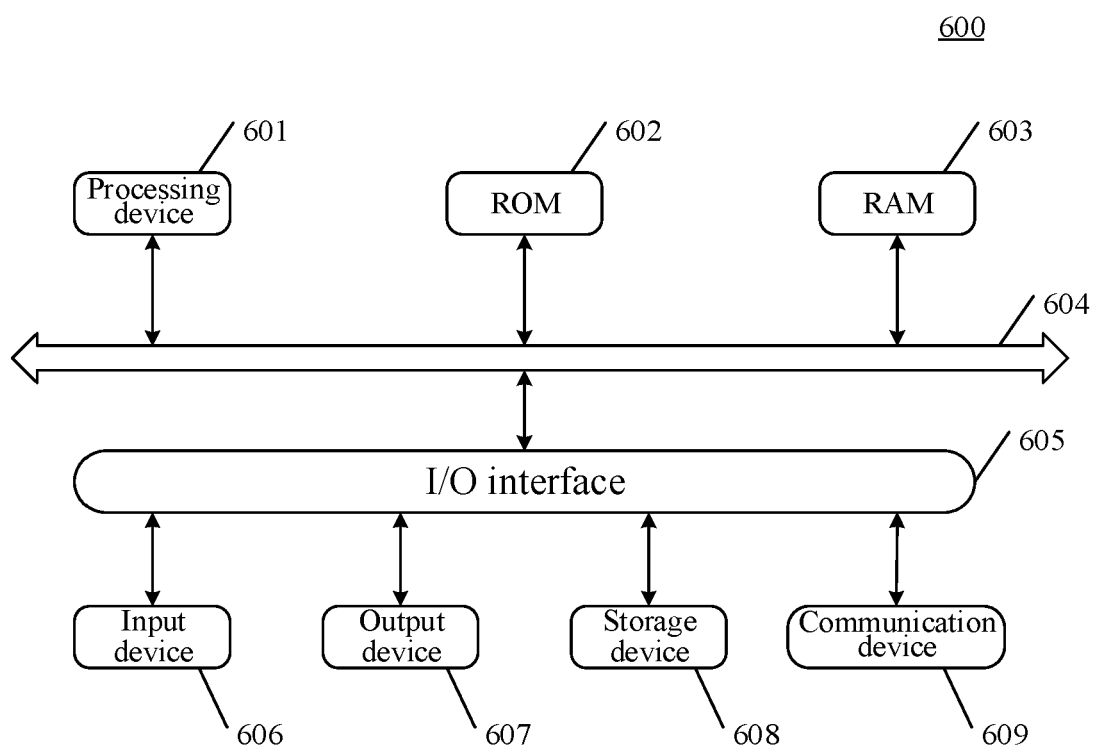 600
601
602
603
Processing
device
ROM
RAM
604
605
I/O interface
Input
device
Output
device
Storage
device
Communication
device
606
607
608
609